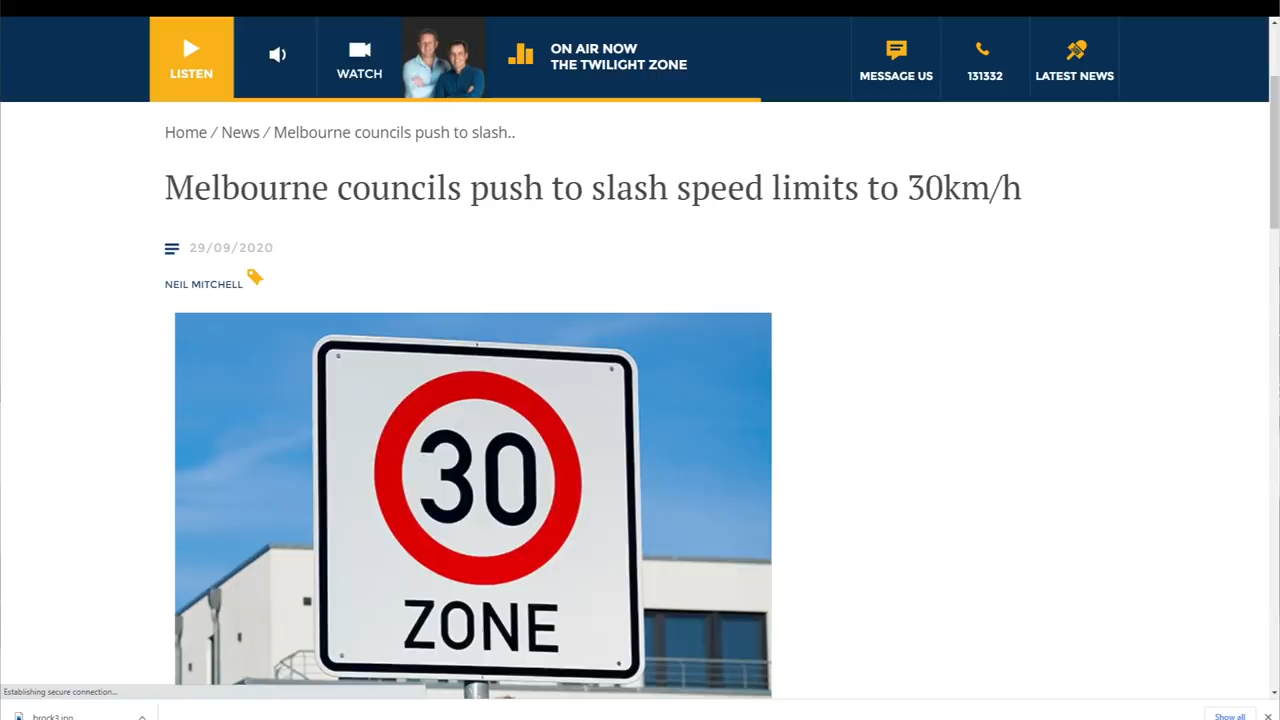 LISTEN
WATCH
ON AIR NOW
THE TWILIGHT ZONE
MESSAGE US
131332
LATEST NEWS
Home / News / Melbourne councils push to slash..
Melbourne councils push to slash speed limits to 30km/h
29/09/2020
NEIL MITCHELL
30
ZONE
Establishing secure connection...
brock3.jpg
Show all